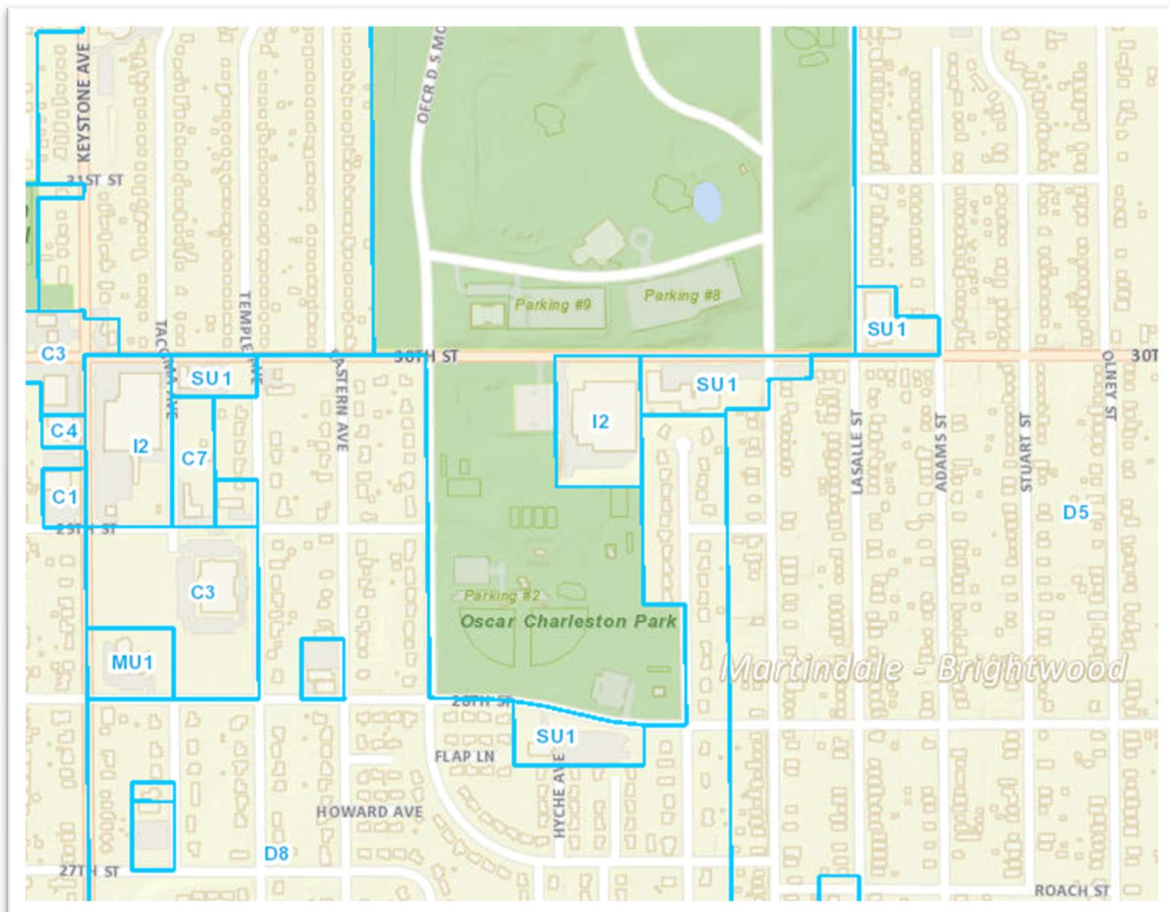 OFCR D S MC
KEYSTONE AVE
21ST ST
Parking #9
Parking #8
TEMPLE AVE
TACOMA AVE
SU1
C3
30TH ST
30T
EASTERN AVE
SU1
SU1
OLNEY ST
C4
I2
C7
I2
LASALLE ST
ADAMS ST
STUART ST
C1
D5
25TH ST
C3
Parking #2
Oscar Charleston Park
MU1
Martindale - Brightwood
28TH ST
SU1
FLAP LN
HYCHE AVE
HOWARD AVE
D8
27TH ST
ROACH ST